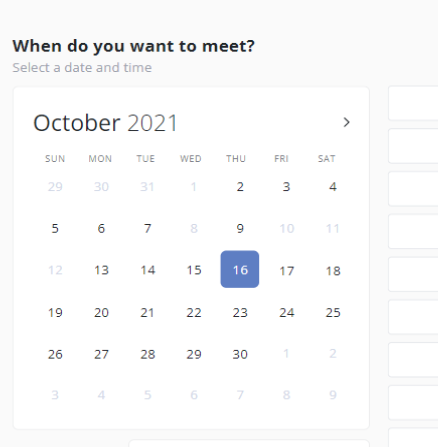 When do you want to meet?
Select a date and time
October 2021
SUN MON TUE WED THU FRI SAT
29 30 31 1 2 3 4
5 6 7 8 9 10 11
12 13 14 15 16 17 18
19 20 21 22 23 24 25
26 27 28 29 30 1 2
3 4 5 6 7 8 9